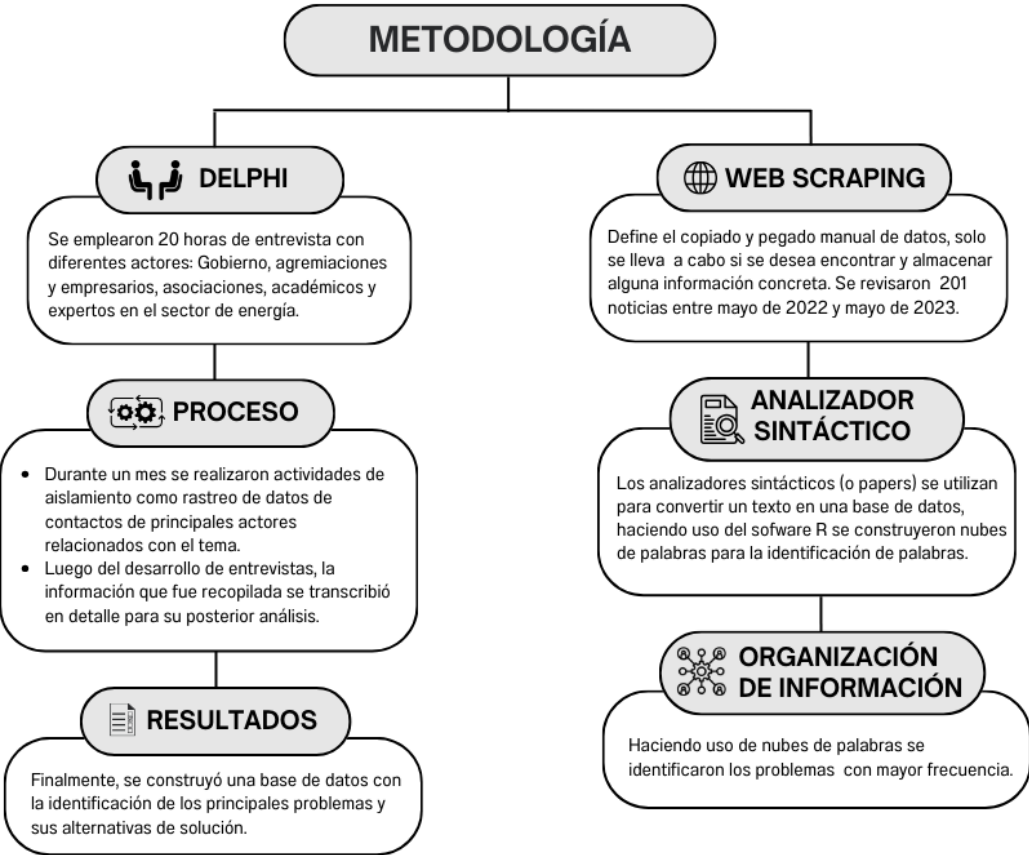 METODOLOGÍA
DELPHI
Se emplearon 20 horas de entrevista con
diferentes actores: Gobierno, agremiaciones
y empresarios, asociaciones, académicos y
expertos en el sector de energía.
PROCESO
• Durante un mes se realizaron actividades de
aislamiento como rastreo de datos de
contactos de principales actores
relacionados con el tema.
• Luego del desarrollo de entrevistas, la
información que fue recopilada se transcribió
en detalle para su posterior análisis.
RESULTADOS
Finalmente, se construyó una base de datos con
la identificación de los principales problemas y
sus alternativas de solución.
WEB SCRAPING
Define el copiado y pegado manual de datos, solo
se lleva a cabo si se desea encontrar y almacenar
alguna información concreta. Se revisaron 201
noticias entre mayo de 2022 y mayo de 2023.
ANALIZADOR
SINTÁCTICO
Los analizadores sintácticos (o papers) se utilizan
para convertir un texto en una base de datos,
haciendo uso del sofware R se construyeron nubes
de palabras para la identificación de palabras.
ORGANIZACIÓN
DE INFORMACIÓN
Haciendo uso de nubes de palabras se
identificaron los problemas con mayor frecuencia.